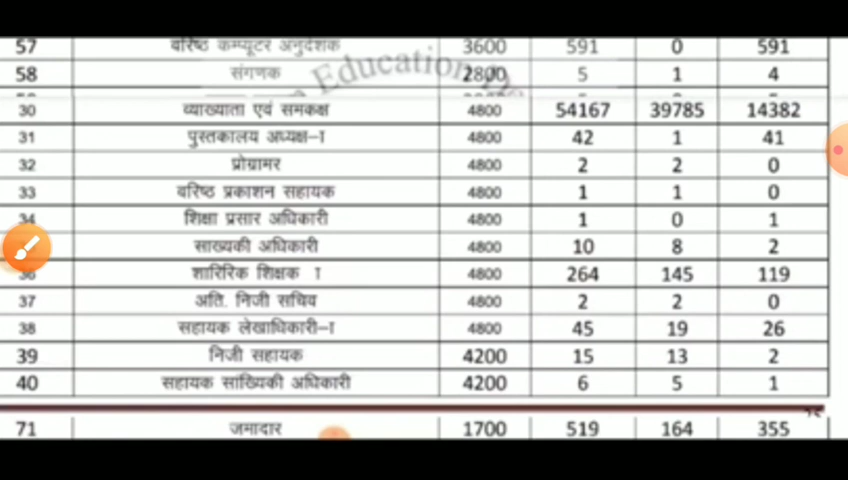 57 वरिष्ठ कम्प्यूटर अनुदेशक 3600 591 0 591
58 संगणक 2800 5 1 4
Education De
30 व्याख्याता एवं समकक्ष 4800 54167 39785 14382
31 पुस्तकालय अध्यक्ष-I 4800 42 1 41
32 प्रोग्रामर 4800 2 2 0
33 वरिष्ठ प्रकाशन सहायक 4800 1 1 0
34 शिक्षा प्रसार अधिकारी 4800 1 0 1
साख्यकी अधिकारी 4800 10 8 2
36 शारिरिक शिक्षक I 4800 264 145 119
37 अति. निजी सचिव 4800 2 2 0
38 सहायक लेखाधिकारी-I 4800 45 19 26
39 निजी सहायक 4200 15 13 2
40 सहायक सांख्यिकी अधिकारी 4200 6 5 1
71 जमादार 1700 519 164 355